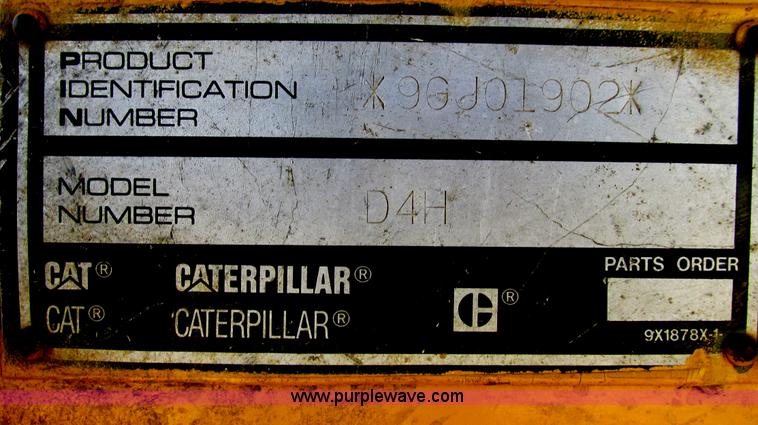 PRODUCT
IDENTIFICATION
NUMBER
*9GJ01902*
MODEL
NUMBER
D4H
CAT® CATERPILLAR®
CAT® CATERPILLAR®
C®
PARTS ORDER
9X1878X-1
www.purplewave.com